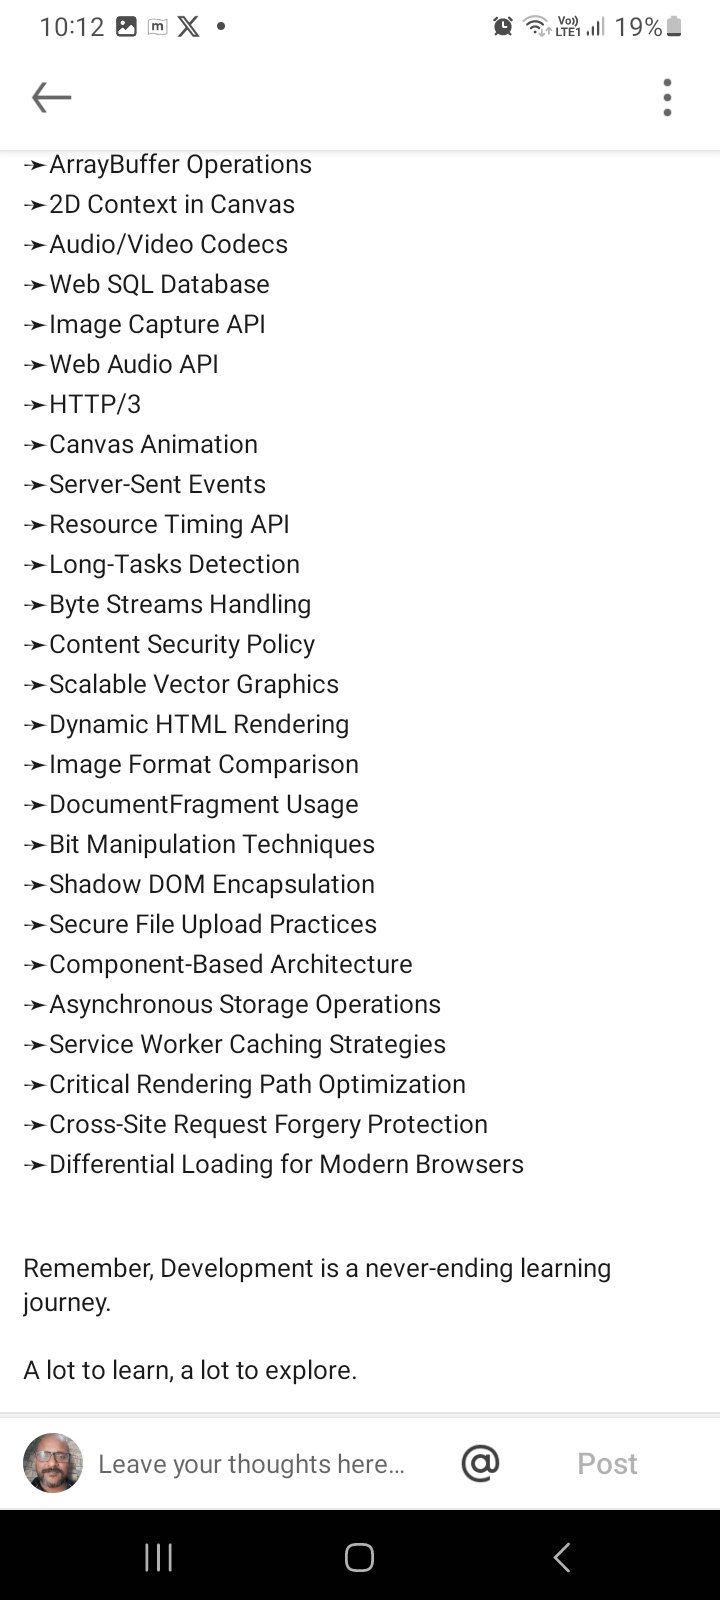 10:12 m X Vo) LTE1 19%
➛ArrayBuffer Operations
➛2D Context in Canvas
➛Audio/Video Codecs
➛Web SQL Database
➛Image Capture API
➛Web Audio API
➛HTTP/3
➛Canvas Animation
➛Server-Sent Events
➛Resource Timing API
➛Long-Tasks Detection
➛Byte Streams Handling
➛Content Security Policy
➛Scalable Vector Graphics
➛Dynamic HTML Rendering
➛Image Format Comparison
➛DocumentFragment Usage
➛Bit Manipulation Techniques
➛Shadow DOM Encapsulation
➛Secure File Upload Practices
➛Component-Based Architecture
➛Asynchronous Storage Operations
➛Service Worker Caching Strategies
➛Critical Rendering Path Optimization
➛Cross-Site Request Forgery Protection
➛Differential Loading for Modern Browsers
Remember, Development is a never-ending learning
journey.
A lot to learn, a lot to explore.
Leave your thoughts here... @ Post